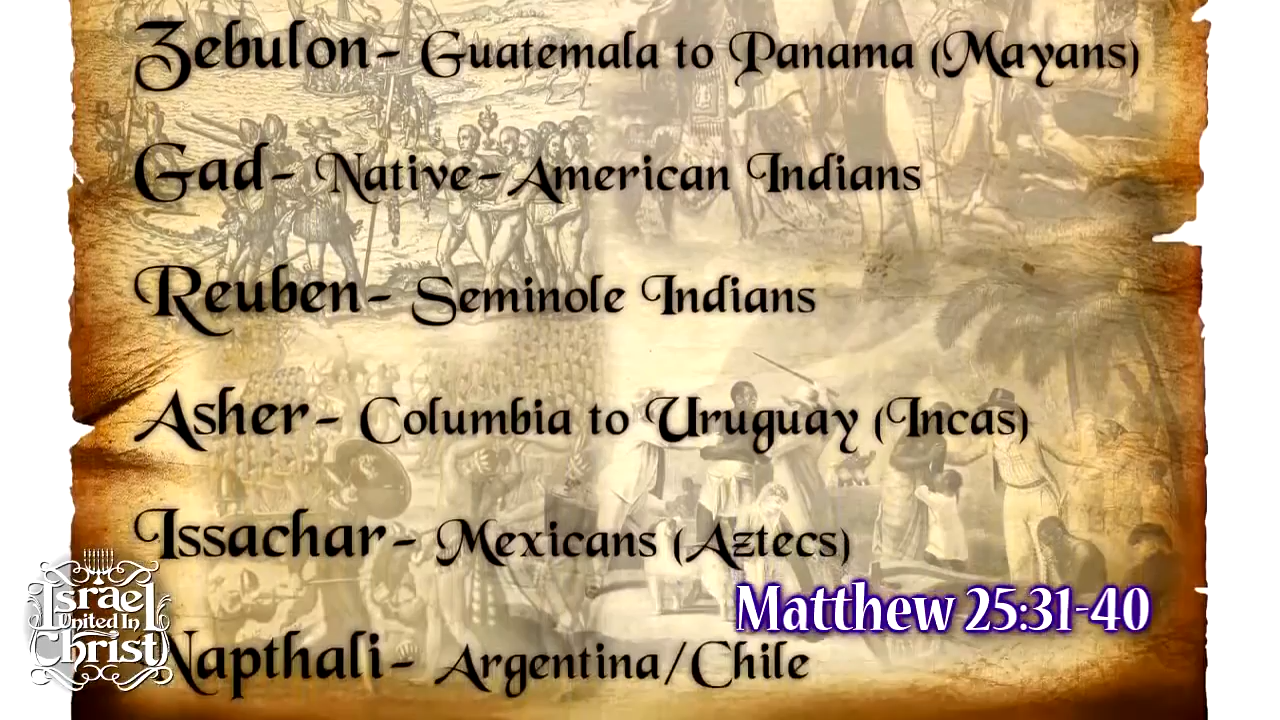 Zebulon- Guatemala to Panama (Mayans)
Gad- Native-American Indians
Reuben- Seminole Indians
Asher- Columbia to Uruguay (Incas)
Issachar- Mexicans (Aztecs)
Matthew 25:31-40
Napthali- Argentina/Chile
Israel
United In
Christ